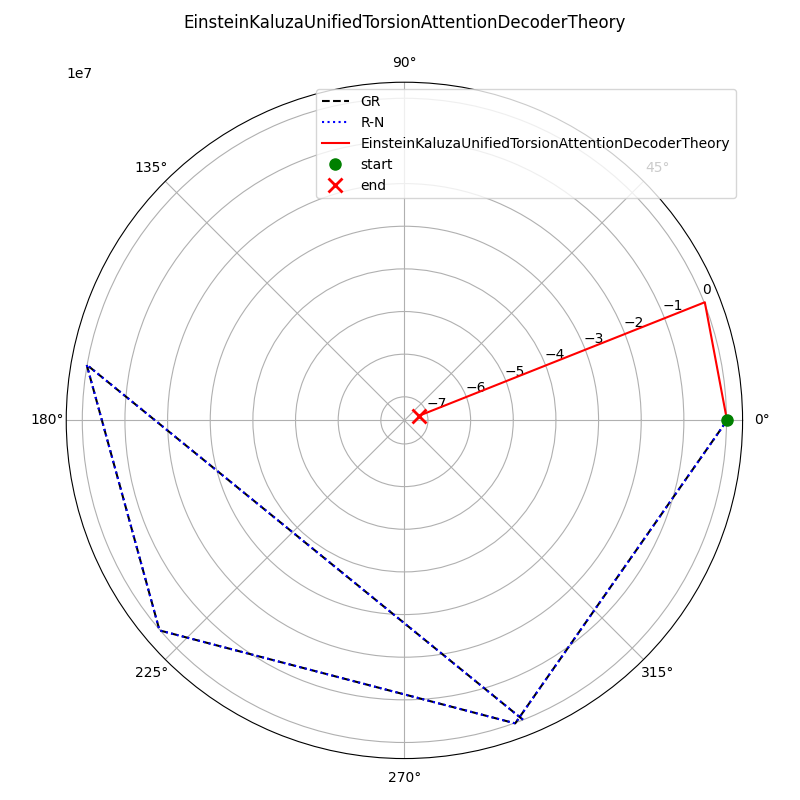 EinsteinKaluzaUnifiedTorsionAttentionDecoderTheory
1e7
90°
GR
R-N
EinsteinKaluzaUnifiedTorsionAttentionDecoderTheory
start
end
135°
45°
0
−1
−2
−3
−4
−5
−6
−7
180°
0°
225°
315°
270°